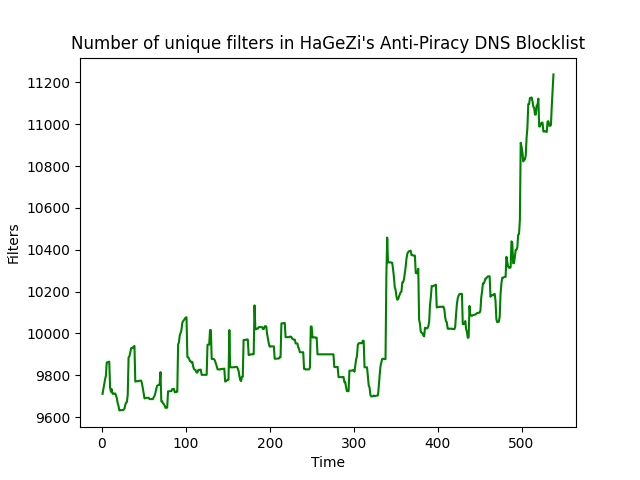 Number of unique filters in HaGeZi's Anti-Piracy DNS Blocklist
11200
11000
10800
10600
10400
10200
10000
9800
9600
Filters
0 100 200 300 400 500
Time